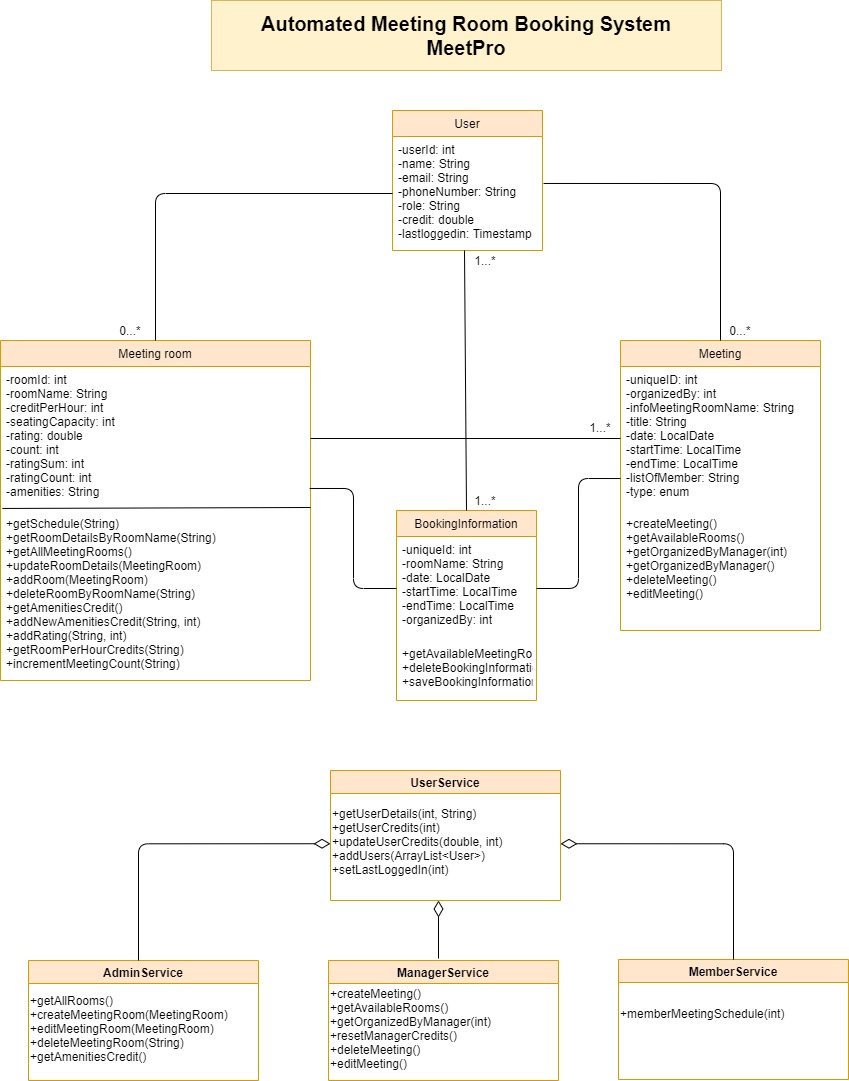 Automated Meeting Room Booking System
MeetPro
User
-userId: int
-name: String
-email: String
-phoneNumber: String
-role: String
-credit: double
-lastloggedin: Timestamp
1...*
0...*
0...*
Meeting room
-roomId: int
-roomName: String
-creditPerHour: int
-seatingCapacity: int
-rating: double
-count: int
-ratingSum: int
-ratingCount: int
-amenities: String
+getSchedule(String)
+getRoomDetailsByRoomName(String)
+getAllMeetingRooms()
+updateRoomDetails(MeetingRoom)
+addRoom(MeetingRoom)
+deleteRoomByRoomName(String)
+getAmenitiesCredit()
+addNewAmenitiesCredit(String, int)
+addRating(String, int)
+getRoomPerHourCredits(String)
+incrementMeetingCount(String)
Meeting
-uniqueID: int
-organizedBy: int
-infoMeetingRoomName: String
-title: String
-date: LocalDate
-startTime: LocalTime
-endTime: LocalTime
-listOfMember: String
-type: enum
+createMeeting()
+getAvailableRooms()
+getOrganizedByManager(int)
+getOrganizedByManager()
+deleteMeeting()
+editMeeting()
1...*
1...*
BookingInformation
-uniqueId: int
-roomName: String
-date: LocalDate
-startTime: LocalTime
-endTime: LocalTime
-organizedBy: int
+getAvailableMeetingRo
+deleteBookingInformati
+saveBookingInformation
UserService
+getUserDetails(int, String)
+getUserCredits(int)
+updateUserCredits(double, int)
+addUsers(ArrayList<User>)
+setLastLoggedIn(int)
AdminService
+getAllRooms()
+createMeetingRoom(MeetingRoom)
+editMeetingRoom(MeetingRoom)
+deleteMeetingRoom(String)
+getAmenitiesCredit()
ManagerService
+createMeeting()
+getAvailableRooms()
+getOrganizedByManager(int)
+resetManagerCredits()
+deleteMeeting()
+editMeeting()
MemberService
+memberMeetingSchedule(int)